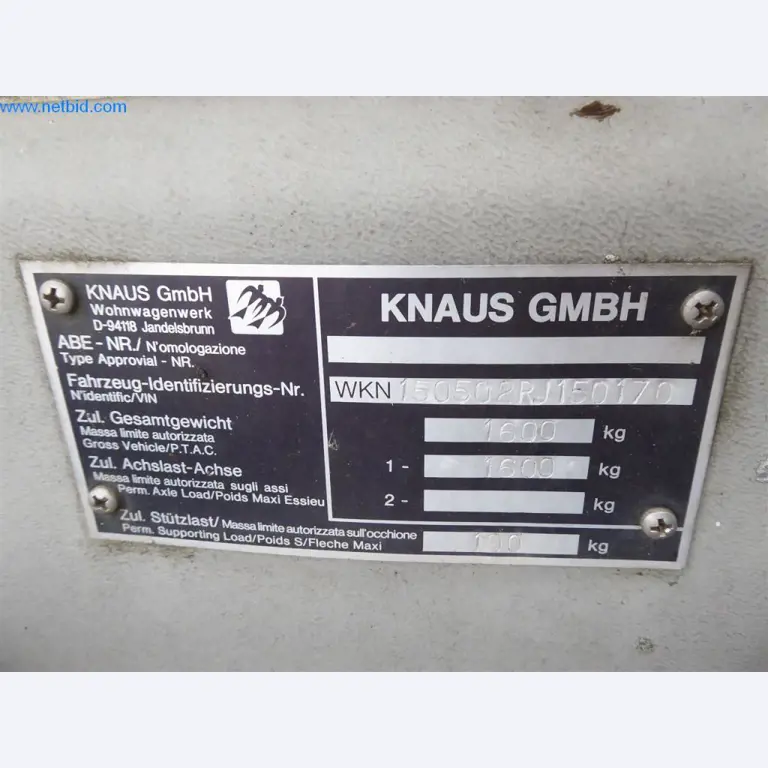 www.netbid.com
KNAUS GmbH
Wohnwagenwerk
D-94118 Jandelsbrunn
KNAUS GMBH
ABE-NR./ N'omologazione
Type Approvial - NR.
Fahrzeug-Identifizierungs-Nr.
N'identific/VIN
WKN150502RJ150170
Zul. Gesamtgewicht
Massa limite autorizzata
Gross Vehicle/P.T.A.C.
1600 kg
Zul. Achslast-Achse
Massa limite autorizzata sugli assi
Perm. Axle Load/Poids Maxi Essieu
1- 1600 kg
2- kg
Zul. Stützlast/ Massa limite autorizzata sull'occhione
Perm. Supporting Load/Poids S/Fleche Maxi
100 kg